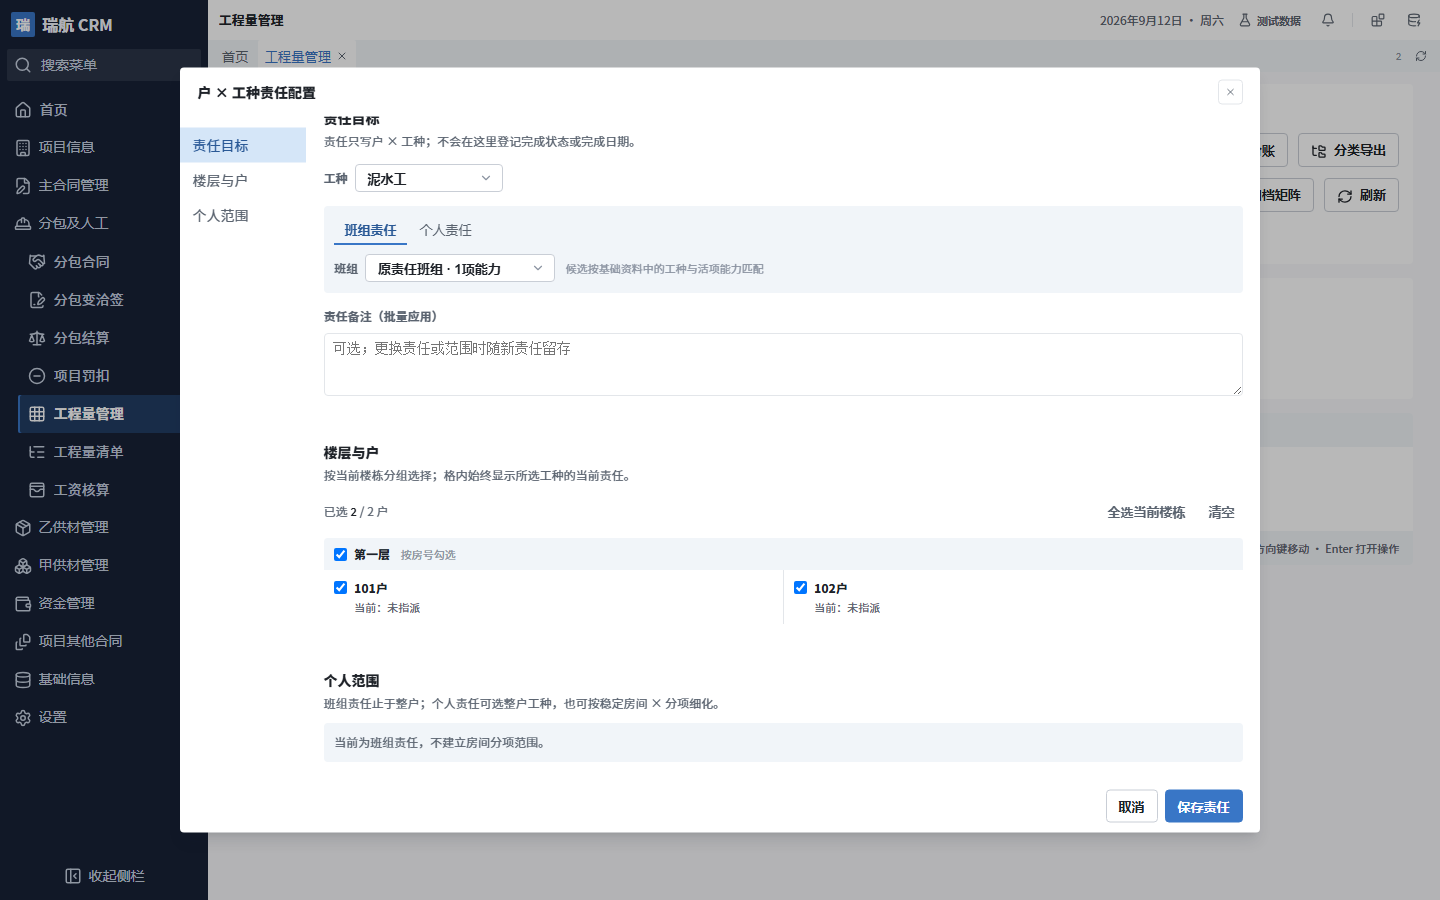 瑞 瑞航 CRM
搜索菜单
首页
项目信息
主合同管理
分包及人工
分包合同
分包变洽签
分包结算
项目罚扣
工程量管理
工程量清单
工资核算
乙供材管理
甲供材管理
资金管理
项目其他合同
基础信息
设置
收起侧栏
工程量管理
2026年9月12日 · 周六 测试数据
首页 工程量管理 ×
2
账 分类导出
档矩阵 刷新
方向键移动 · Enter 打开操作
户 × 工种责任配置
责任目标
楼层与户
个人范围
责任目标
责任只写户 × 工种；不会在这里登记完成状态或完成日期。
工种 泥水工
班组责任 个人责任
班组 原责任班组 · 1项能力 候选按基础资料中的工种与活项能力匹配
责任备注（批量应用）
可选；更换责任或范围时随新责任留存
楼层与户
按当前楼栋分组选择；格内始终显示所选工种的当前责任。
已选 2 / 2 户 全选当前楼栋 清空
第一层 按房号勾选
101户 102户
当前：未指派 当前：未指派
个人范围
班组责任止于整户；个人责任可选整户工种，也可按稳定房间 × 分项细化。
当前为班组责任，不建立房间分项范围。
取消 保存责任